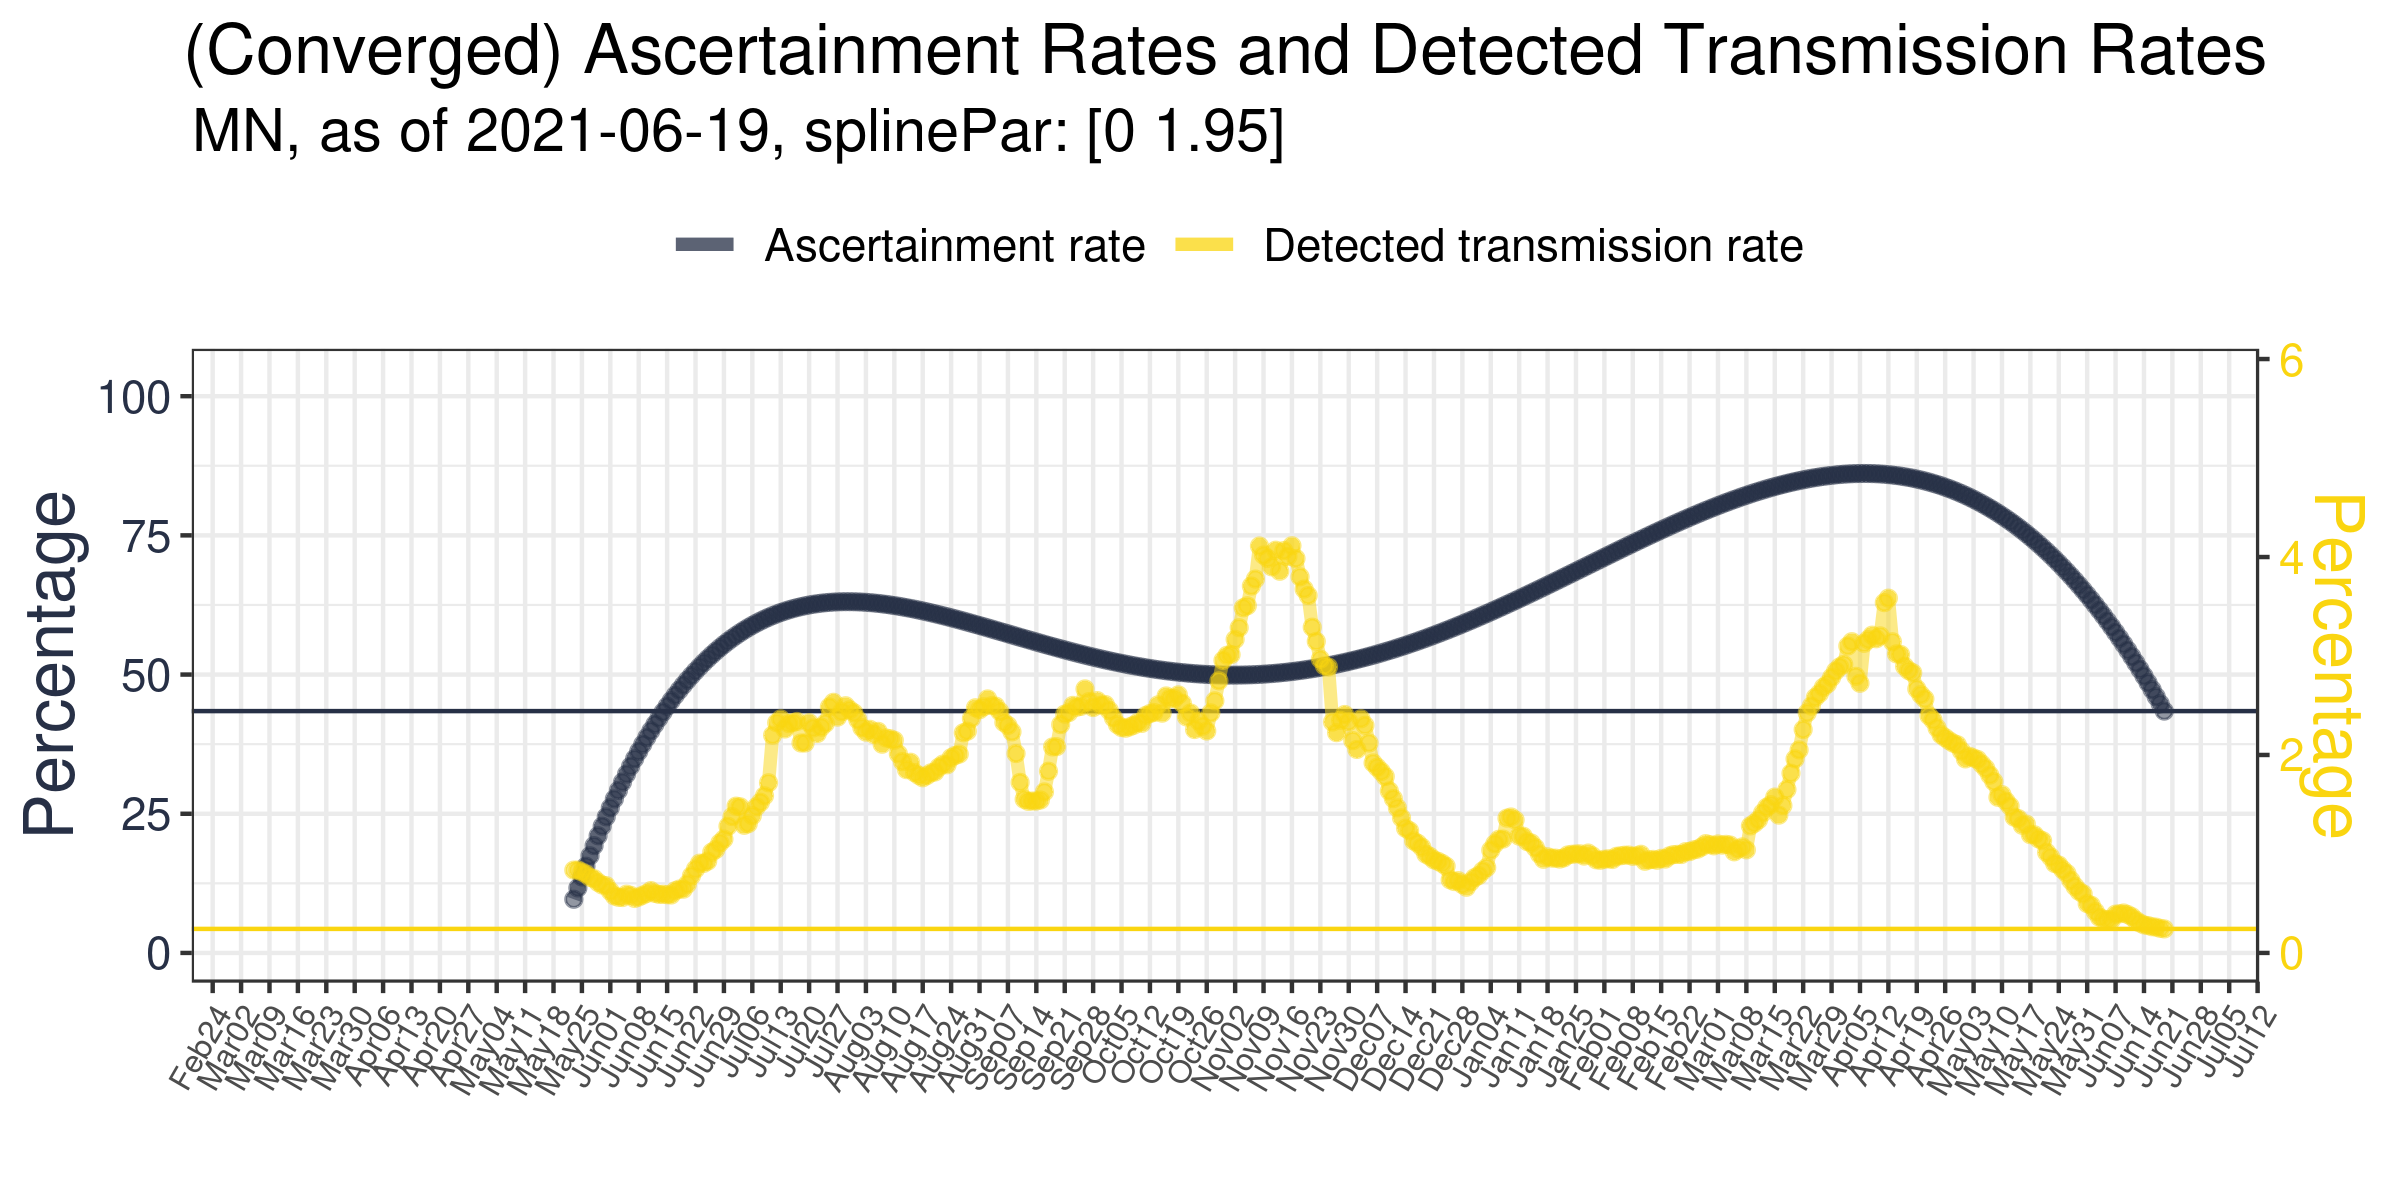 (Converged) Ascertainment Rates and Detected Transmission Rates
MN, as of 2021-06-19, splinePar: [0 1.95]
Ascertainment rate Detected transmission rate
Percentage
100
75
50
25
0
6
4
2
0
Percentage
Feb24
Mar02
Mar09
Mar16
Mar23
Mar30
Apr06
Apr13
Apr20
Apr27
May04
May11
May18
May25
Jun01
Jun08
Jun15
Jun22
Jun29
Jul06
Jul13
Jul20
Jul27
Aug03
Aug10
Aug17
Aug24
Aug31
Sep07
Sep14
Sep21
Sep28
Oct05
Oct12
Oct19
Oct26
Nov02
Nov09
Nov16
Nov23
Nov30
Dec07
Dec14
Dec21
Dec28
Jan04
Jan11
Jan18
Jan25
Feb01
Feb08
Feb15
Feb22
Mar01
Mar08
Mar15
Mar22
Mar29
Apr05
Apr12
Apr19
Apr26
May03
May10
May17
May24
May31
Jun07
Jun14
Jun21
Jun28
Jul05
Jul12